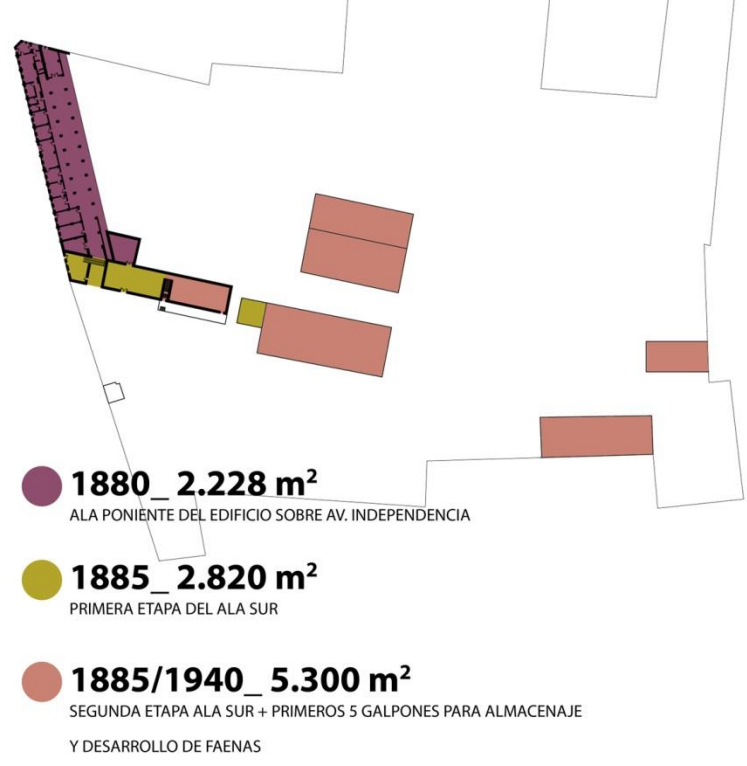 1880_ 2.228 m²
ALA PONIENTE DEL EDIFICIO SOBRE AV. INDEPENDENCIA
1885_ 2.820 m²
PRIMERA ETAPA DEL ALA SUR
1885/1940_ 5.300 m²
SEGUNDA ETAPA ALA SUR + PRIMEROS 5 GALPONES PARA ALMACENAJE
Y DESARROLLO DE FAENAS